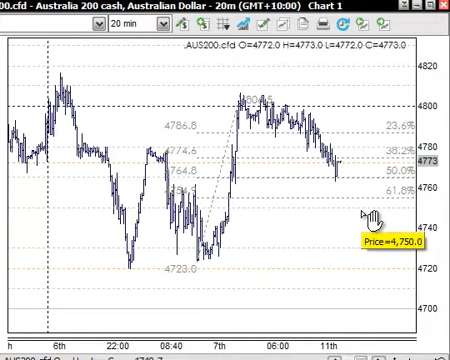 .cfd - Australia 200 cash, Australian Dollar - 20m (GMT+10:00)   Chart 1
20 min
.AUS200.cfd O=4772.0 H=4773.0 L=4772.0 C=4773.0
4820
4800
4780
4773
4760
4740
4720
4700
4786.8
23.6%
4774.6
38.2%
4764.8
50.0%
61.8%
4723.0
Price=4,750.0
h
6th
22:00
08:40
7th
06:00
11th